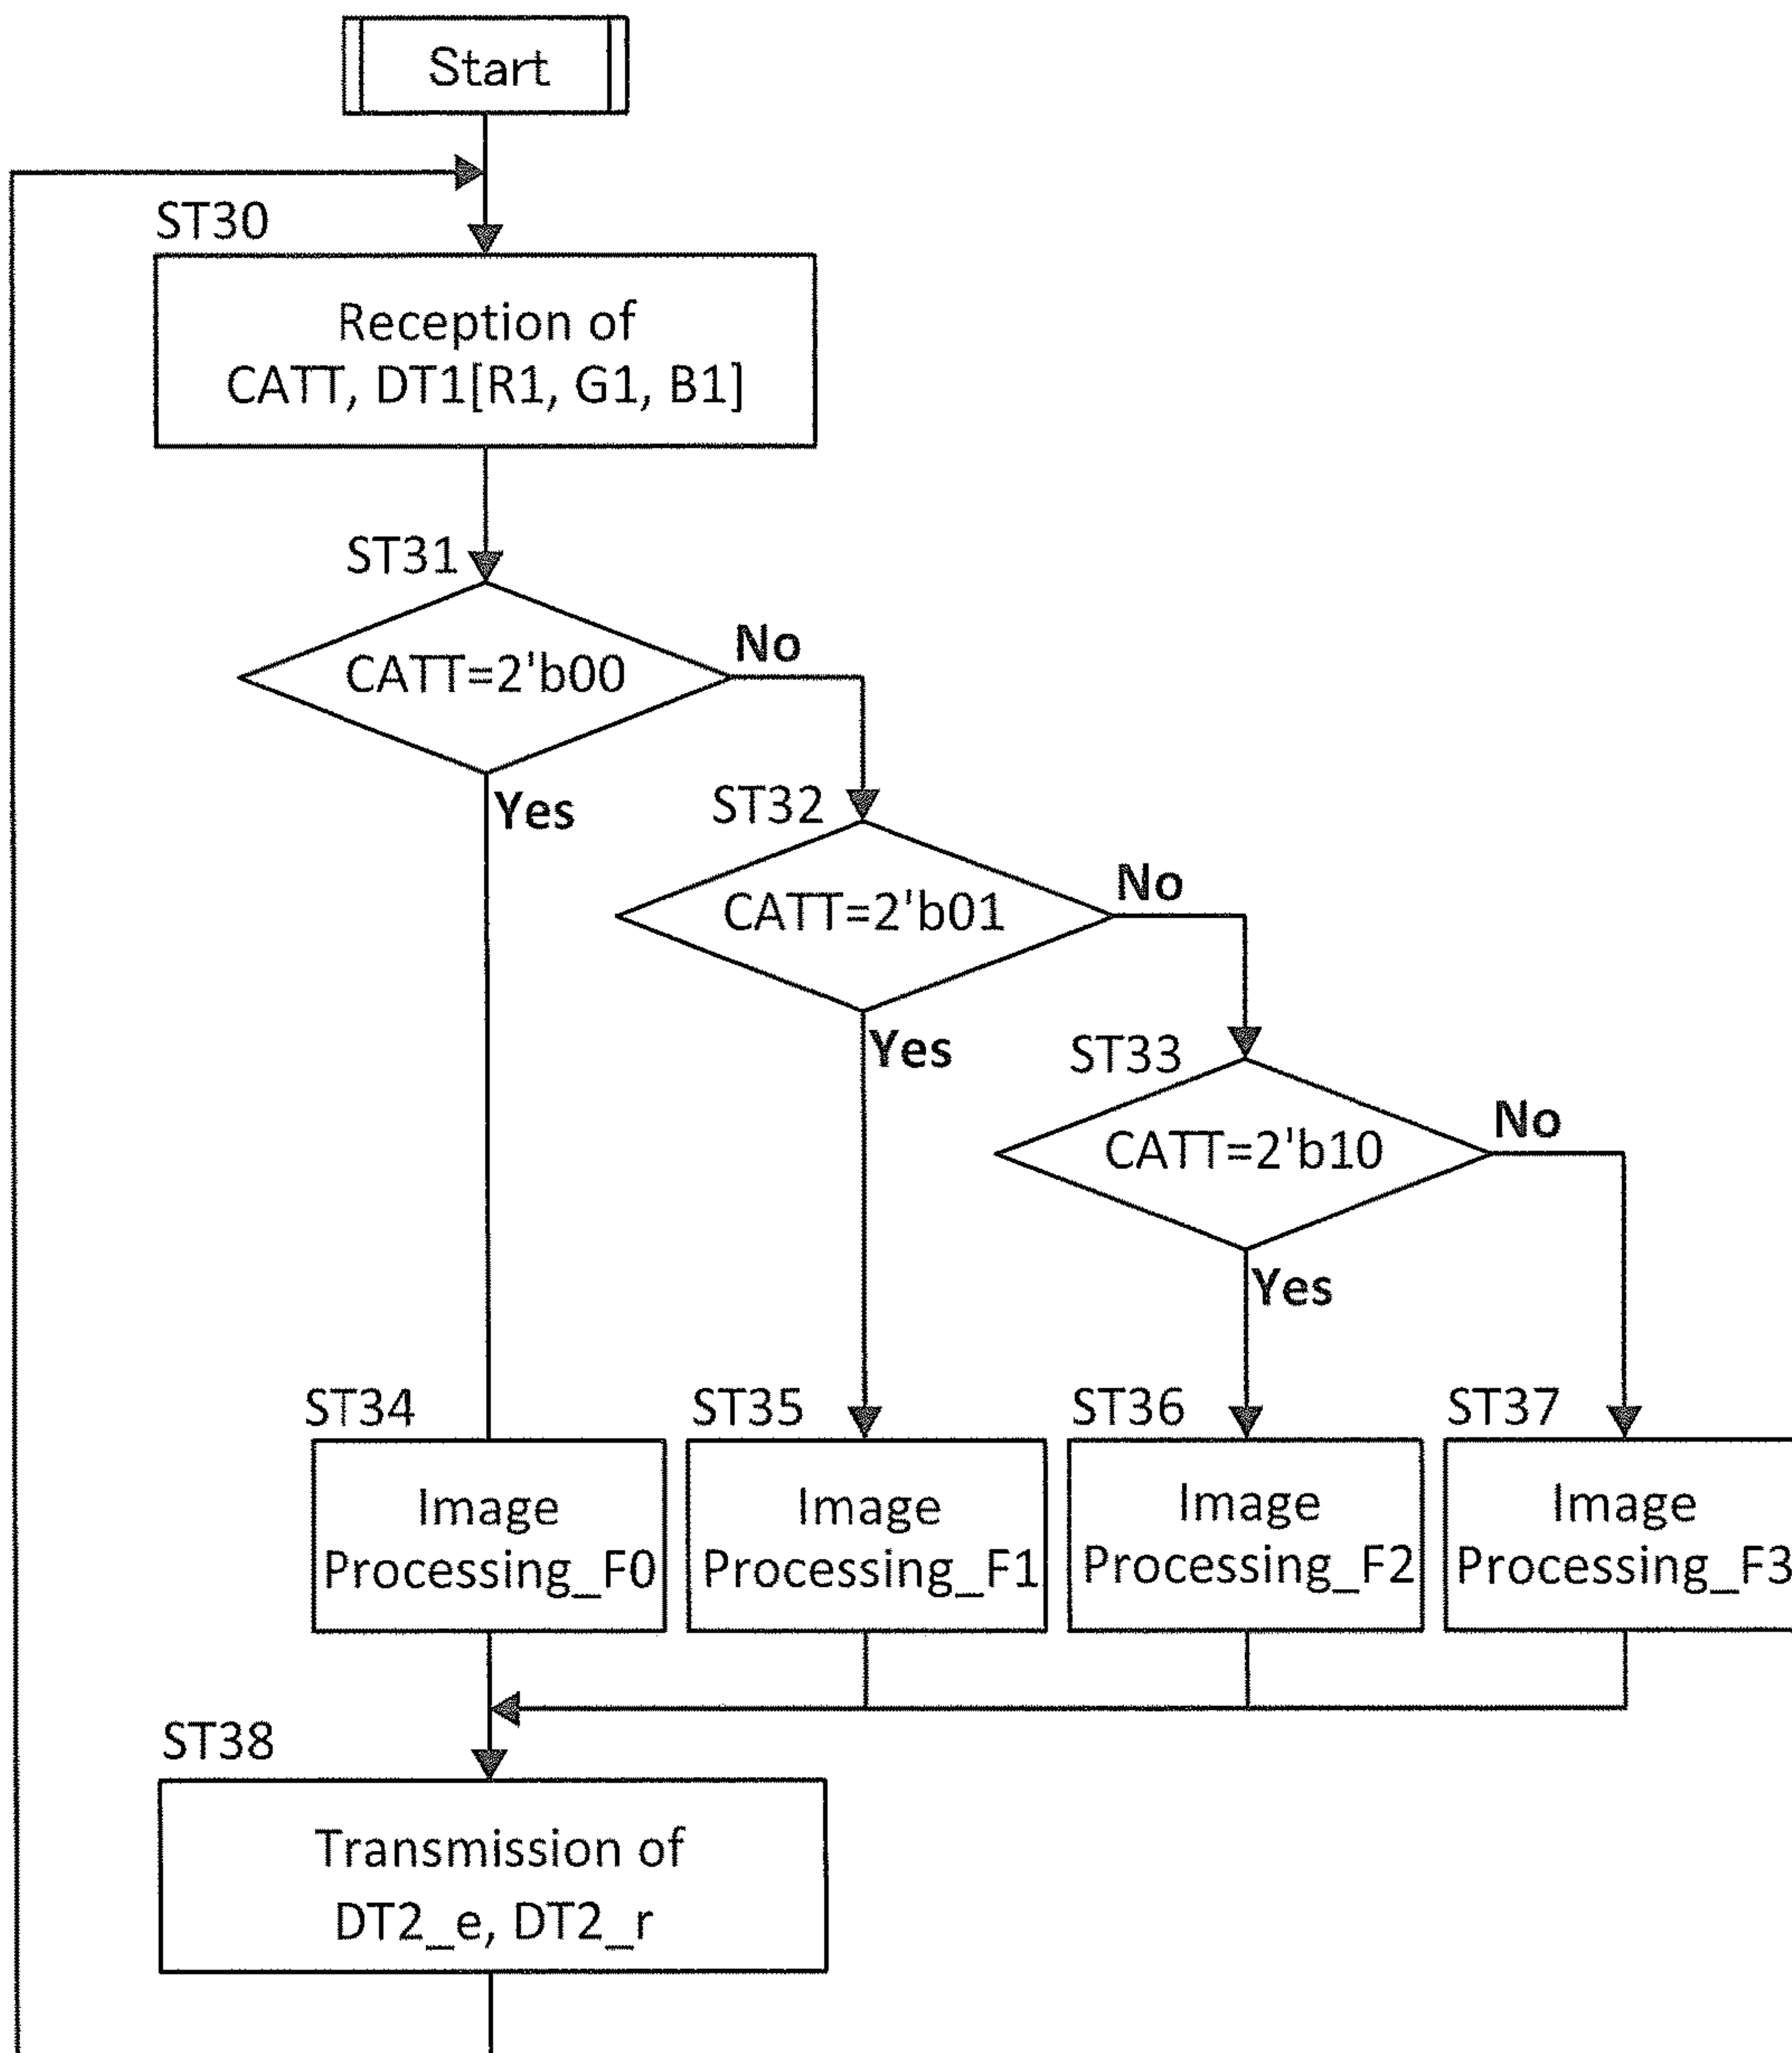 Start
ST30
Reception of
CATT, DT1[R1, G1, B1]
ST31
CATT=2'b00
No
Yes
ST32
CATT=2'b01
No
Yes
ST33
CATT=2'b10
No
Yes
ST34
Image
Processing_F0
ST35
Image
Processing_F1
ST36
Image
Processing_F2
ST37
Image
Processing_F3
ST38
Transmission of
DT2_e, DT2_r